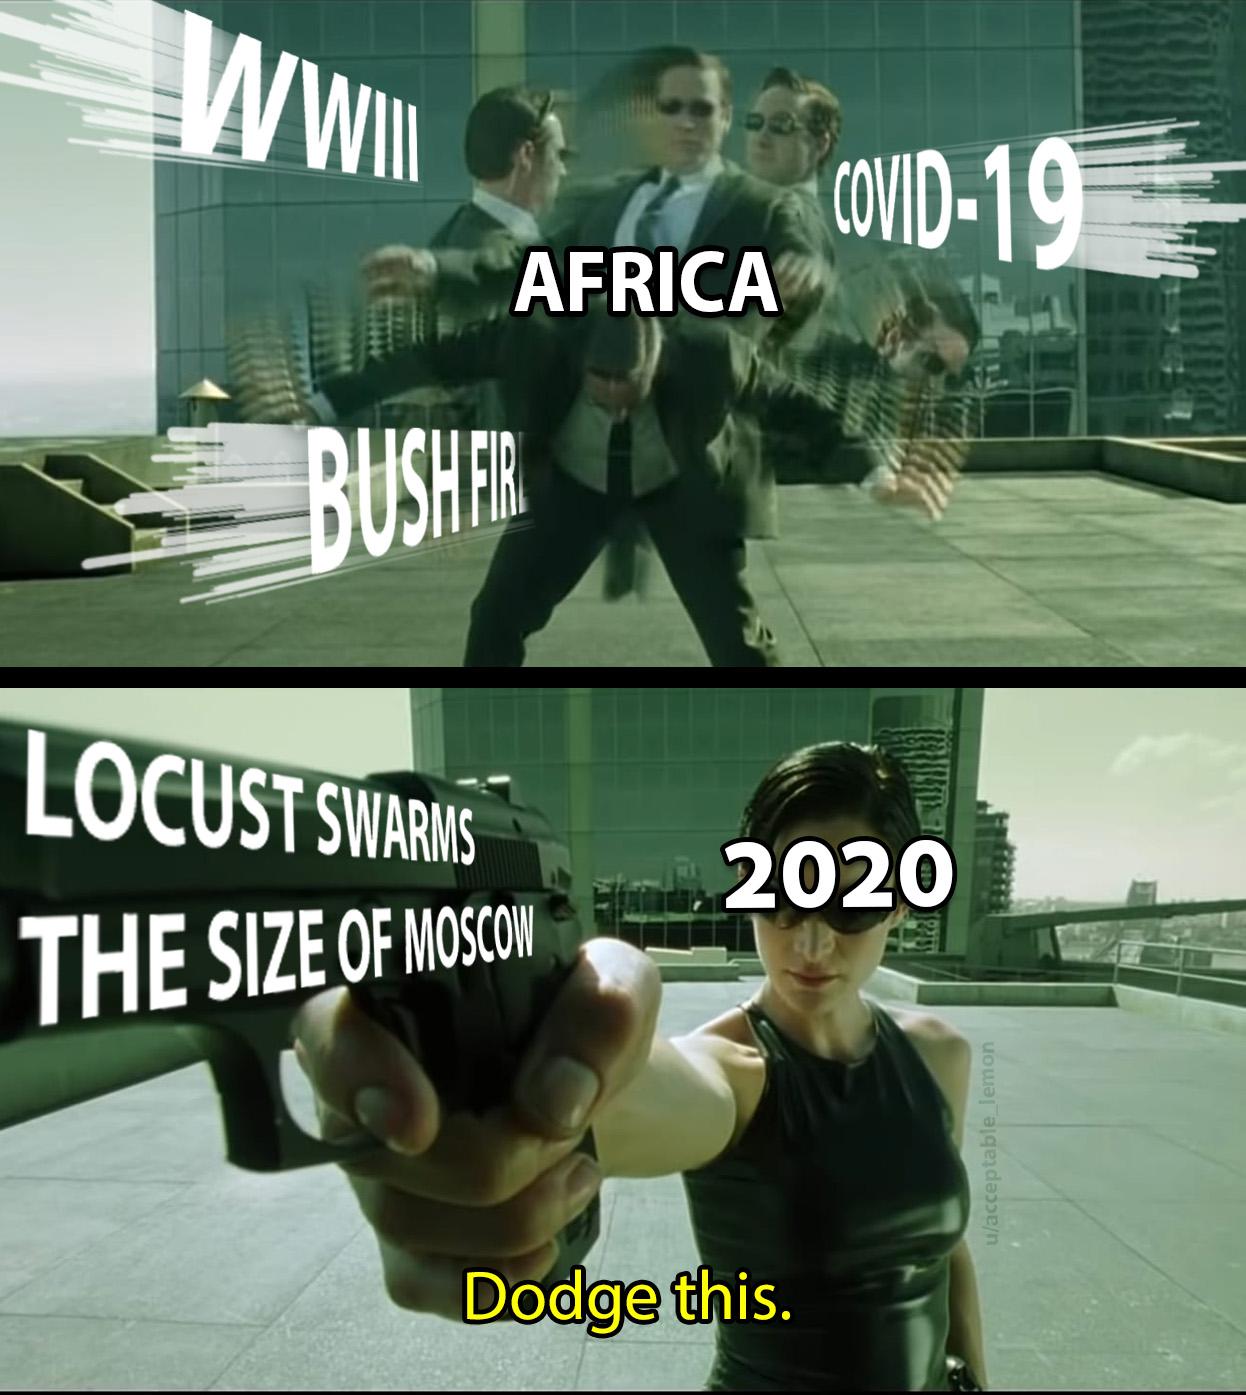 WWIII
COVID-19
AFRICA
BUSH FIR
LOCUST SWARMS
THE SIZE OF MOSCOW
2020
u/acceptable_lemon
Dodge this.